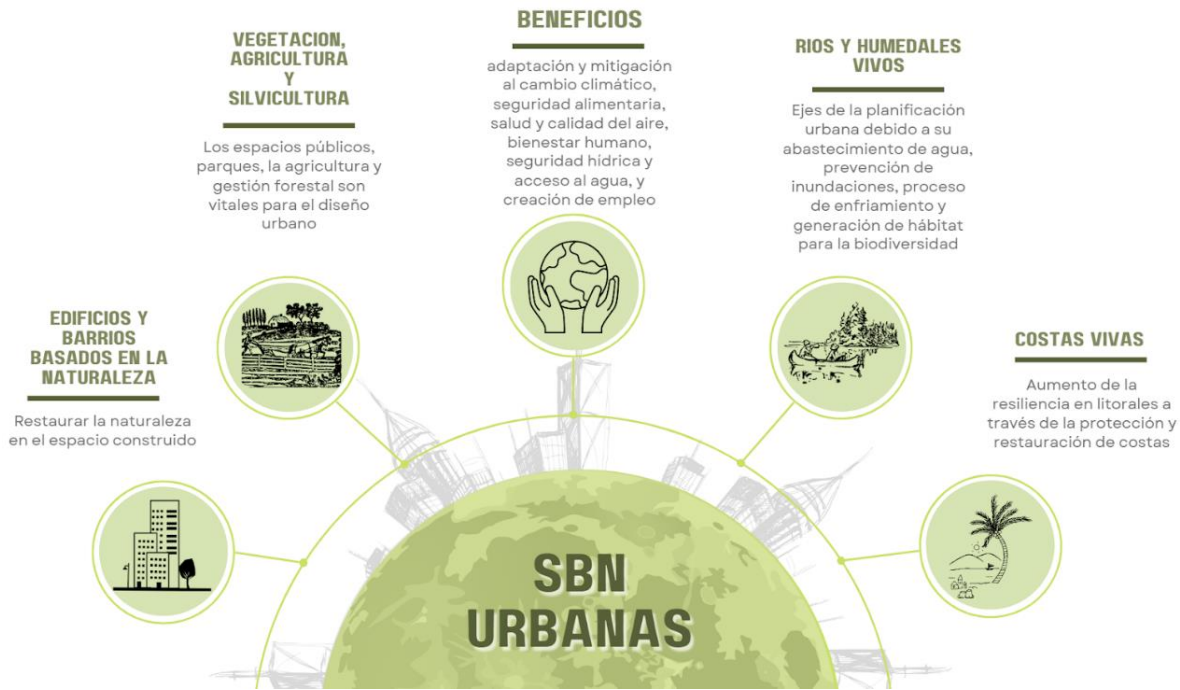 BENEFICIOS
adaptación y mitigación
al cambio climático,
seguridad alimentaria,
salud y calidad del aire,
bienestar humano,
seguridad hídrica y
acceso al agua, y
creación de empleo
VEGETACION,
AGRICULTURA
Y
SILVICULTURA
Los espacios públicos,
parques, la agricultura y
gestión forestal son
vitales para el diseño
urbano
RIOS Y HUMEDALES
VIVOS
Ejes de la planificación
urbana debido a su
abastecimiento de agua,
prevención de
inundaciones, proceso
de enfriamiento y
generación de hábitat
para la biodiversidad
EDIFICIOS Y
BARRIOS
BASADOS EN LA
NATURALEZA
Restaurar la naturaleza
en el espacio construido
COSTAS VIVAS
Aumento de la
resiliencia en litorales a
través de la protección y
restauración de costas
SBN
URBANAS